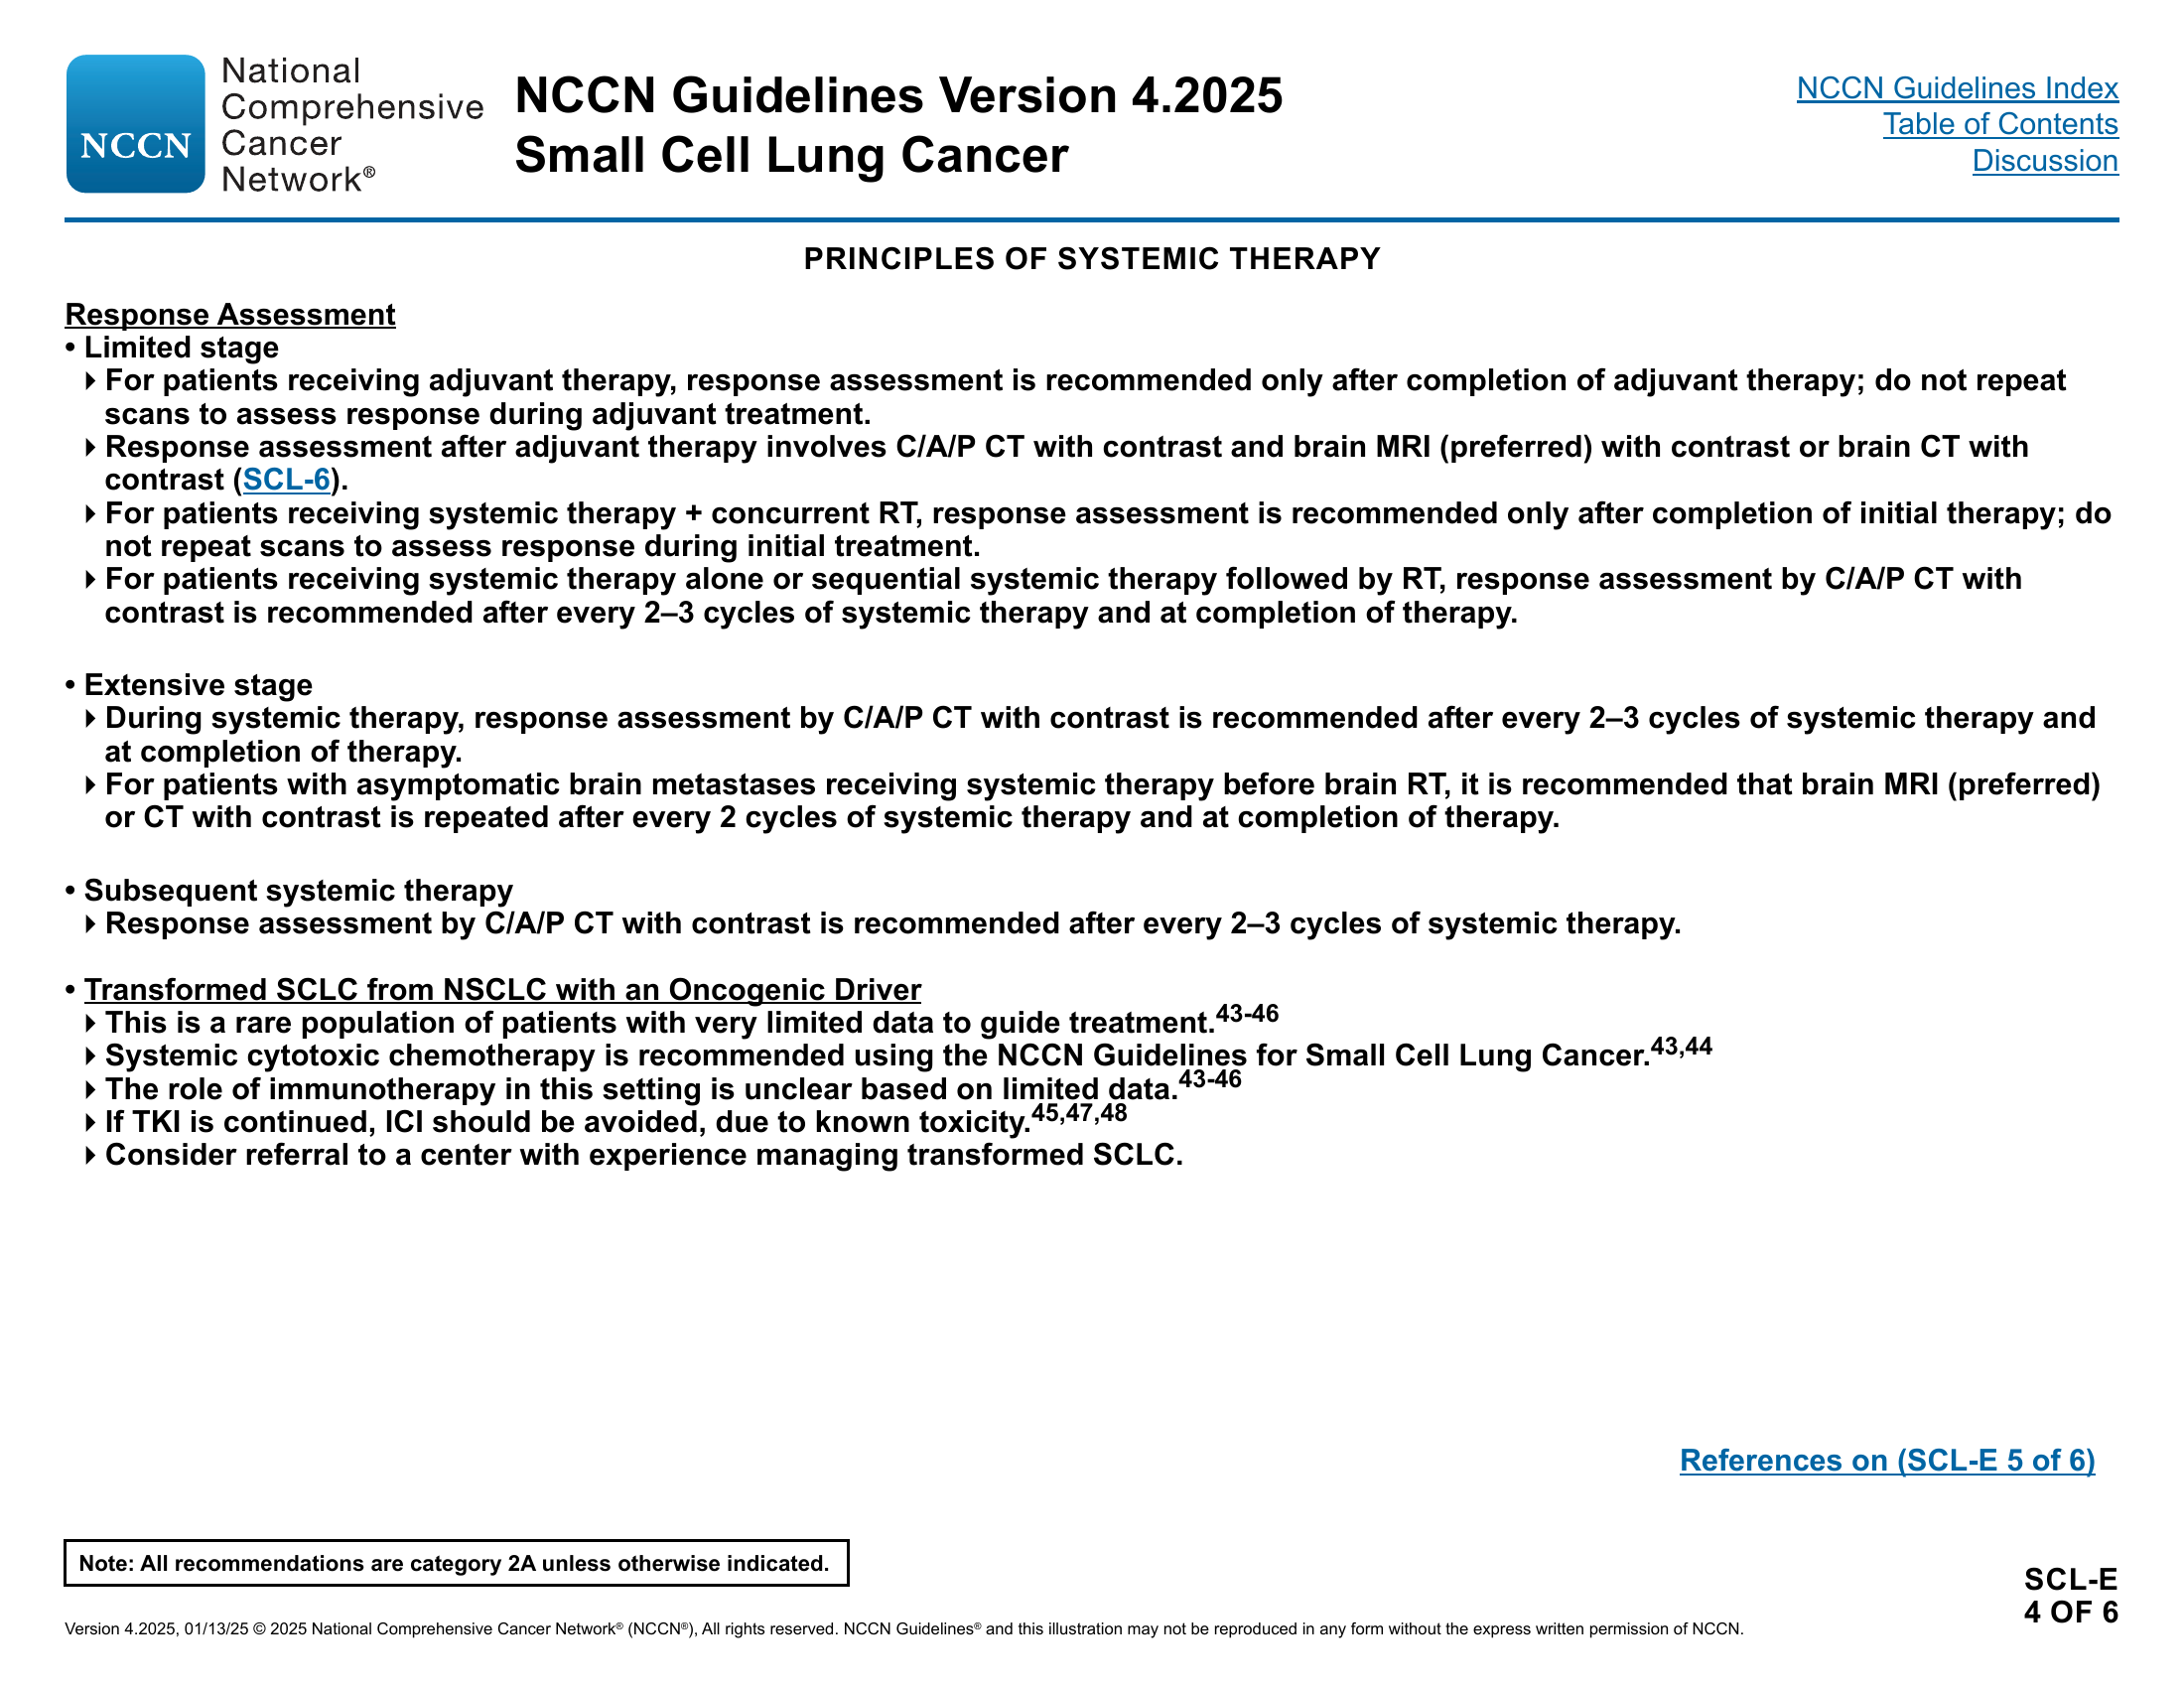 National
Comprehensive
Cancer
Network®
NCCN
NCCN Guidelines Version 4.2025
Small Cell Lung Cancer
NCCN Guidelines Index
Table of Contents
Discussion
PRINCIPLES OF SYSTEMIC THERAPY
Response Assessment
• Limited stage
For patients receiving adjuvant therapy, response assessment is recommended only after completion of adjuvant therapy; do not repeat
scans to assess response during adjuvant treatment.
Response assessment after adjuvant therapy involves C/A/P CT with contrast and brain MRI (preferred) with contrast or brain CT with
contrast (SCL-6).
For patients receiving systemic therapy + concurrent RT, response assessment is recommended only after completion of initial therapy; do
not repeat scans to assess response during initial treatment.
For patients receiving systemic therapy alone or sequential systemic therapy followed by RT, response assessment by C/A/P CT with
contrast is recommended after every 2–3 cycles of systemic therapy and at completion of therapy.
• Extensive stage
During systemic therapy, response assessment by C/A/P CT with contrast is recommended after every 2–3 cycles of systemic therapy and
at completion of therapy.
For patients with asymptomatic brain metastases receiving systemic therapy before brain RT, it is recommended that brain MRI (preferred)
or CT with contrast is repeated after every 2 cycles of systemic therapy and at completion of therapy.
• Subsequent systemic therapy
Response assessment by C/A/P CT with contrast is recommended after every 2–3 cycles of systemic therapy.
• Transformed SCLC from NSCLC with an Oncogenic Driver
This is a rare population of patients with very limited data to guide treatment.43-46
Systemic cytotoxic chemotherapy is recommended using the NCCN Guidelines for Small Cell Lung Cancer.43,44
The role of immunotherapy in this setting is unclear based on limited data.43-46
If TKI is continued, ICI should be avoided, due to known toxicity.45,47,48
Consider referral to a center with experience managing transformed SCLC.
References on (SCL-E 5 of 6)
Note: All recommendations are category 2A unless otherwise indicated.
SCL-E
4 OF 6
Version 4.2025, 01/13/25 © 2025 National Comprehensive Cancer Network® (NCCN®), All rights reserved. NCCN Guidelines® and this illustration may not be reproduced in any form without the express written permission of NCCN.